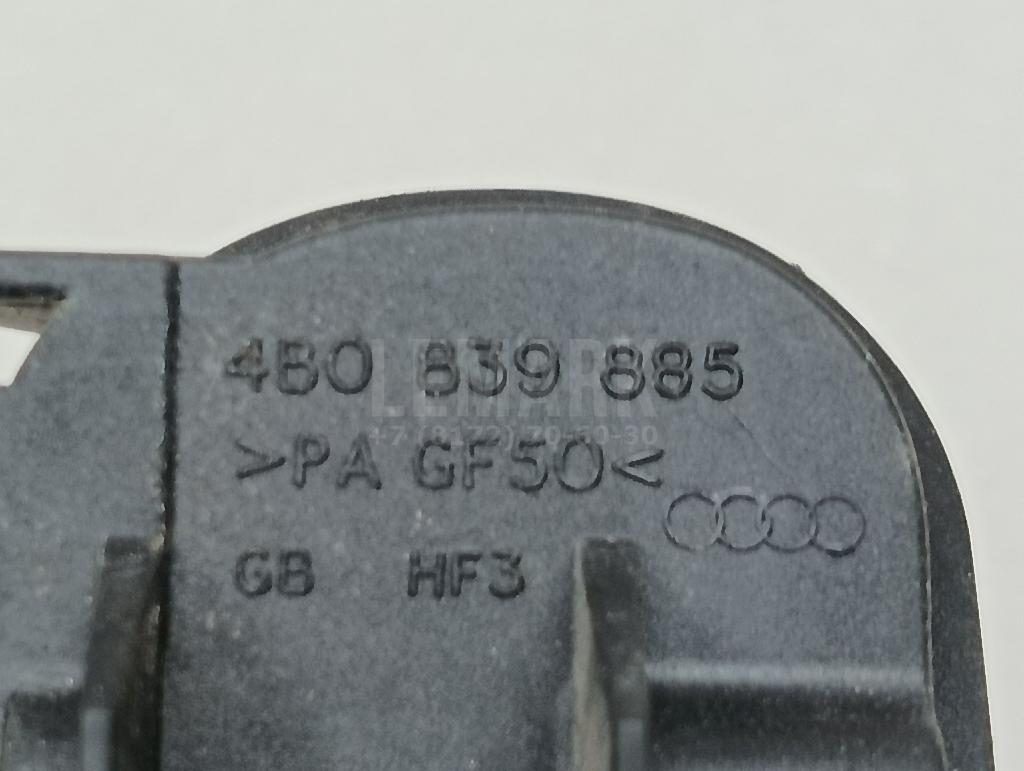 4B0 839 885
LEMARK
+7 (8172) 70-50-30
>PA GF50<
GB HF3